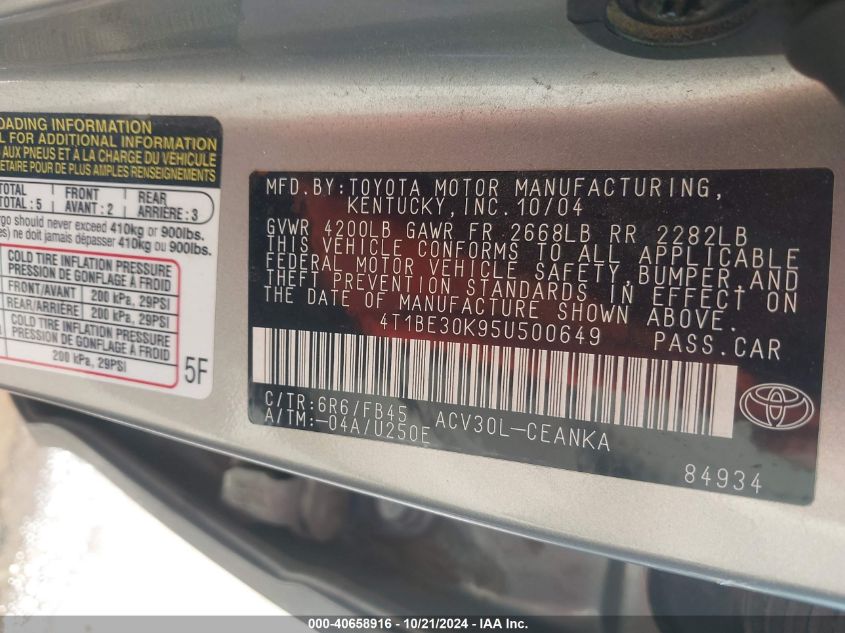 LOADING INFORMATION
L FOR ADDITIONAL INFORMATION
AUX PNEUS ET À LA CHARGE DU VÉHICULE
ETAIRE POUR DE PLUS AMPLES RENSEIGNEMENTS
TOTAL FRONT REAR
TOTAL : 5 AVANT : 2 ARRIÈRE : 3
rgo should never exceed 410kg or 900lbs.
es) ne doit jamais dépasser 410kg ou 900lbs.
COLD TIRE INFLATION PRESSURE
PRESSION DE GONFLAGE À FROID
FRONT/AVANT 200 kPa, 29PSI
REAR/ARRIÈRE 200 kPa, 29PSI
COLD TIRE INFLATION PRESSURE
PRESSION DE GONFLAGE À FROID
200 kPa, 29PSI
5F
MFD.BY:TOYOTA MOTOR MANUFACTURING,
KENTUCKY,INC.10/04
GVWR 4200LB GAWR FR 2668LB RR 2282LB
THIS VEHICLE CONFORMS TO ALL APPLICABLE
FEDERAL MOTOR VEHICLE SAFETY,BUMPER,AND
THEFT PREVENTION STANDARDS IN EFFECT ON
THE DATE OF MANUFACTURE SHOWN ABOVE.
4T1BE30K95U500649 PASS.CAR
C/TR:6R6/FB45 ACV30L-CEANKA
A/TM:-04A/U250E
84934
000-40658916 - 10/21/2024 - IAA Inc.